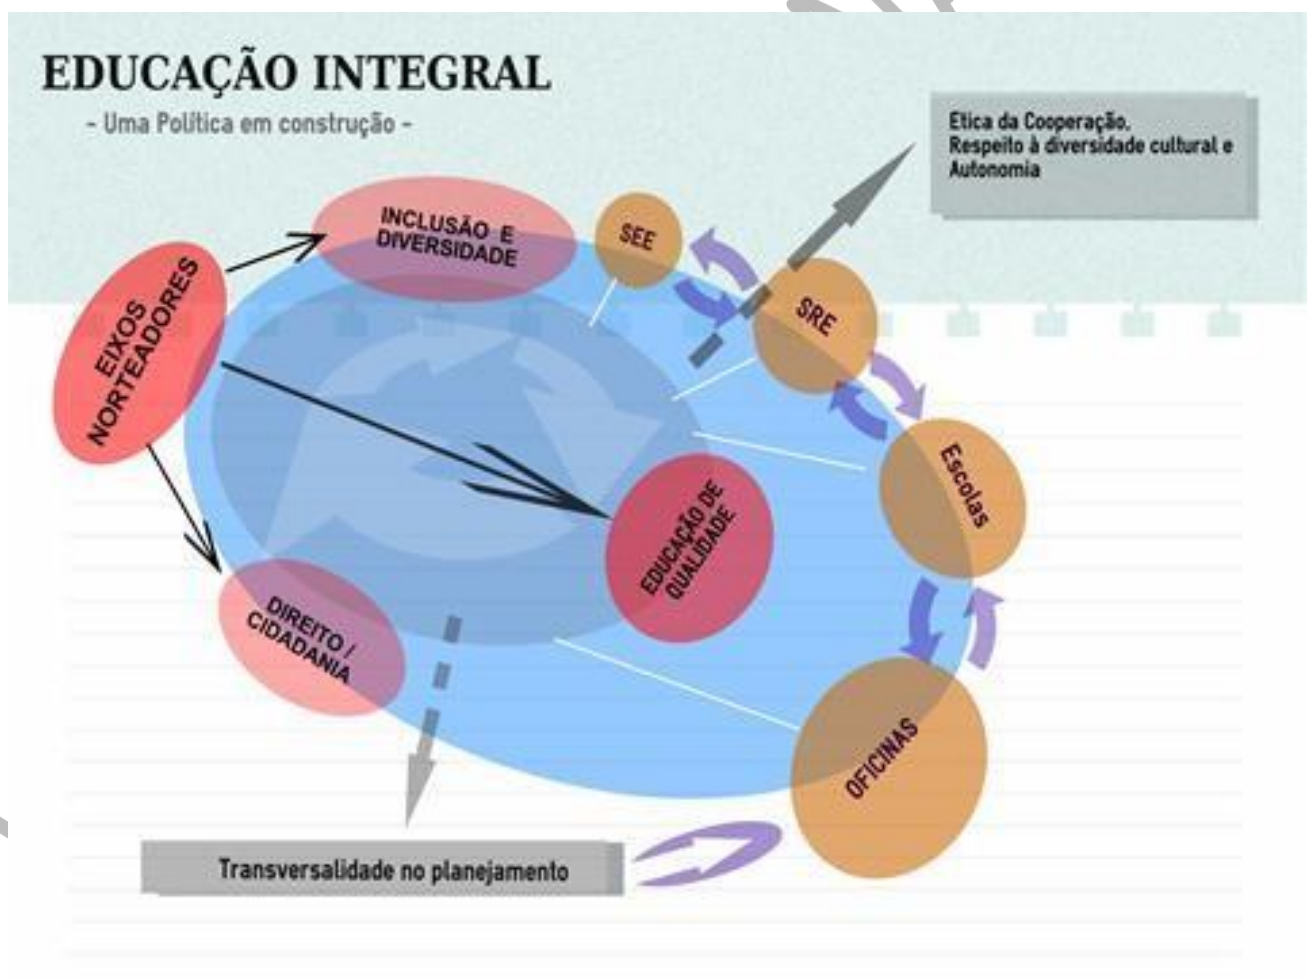 EDUCAÇÃO INTEGRAL
- Uma Política em construção -
Etica da Cooperação,
Respeito à diversidade cultural e
Autonomia
INCLUSÃO E
DIVERSIDADE
SEE
EIXOS
NORTEADORES
SRE
Escolas
EDUCAÇÃO DE
QUALIDADE
DIREITO /
CIDADANIA
OFICINAS
Transversalidade no planejamento